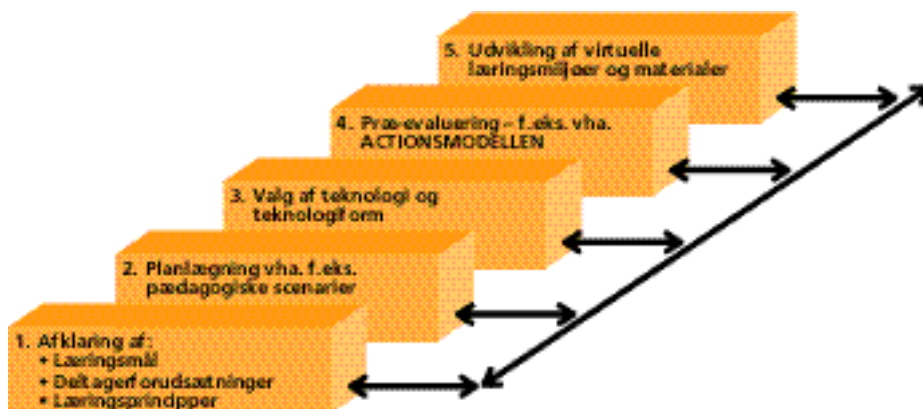 5. Udvikling af virtuelle
læringsmiljøer og materialer
4. Præ-evaluering – f.eks. vha.
ACTIONSMODELLEN
3. Valg af teknologi og
teknologiform
2. Planlægning vha. f.eks.
pædagogiske scenarier
1. Afklaring af:
• Læringsmål
• Deltagerforudsætninger
• Læringsprincipper